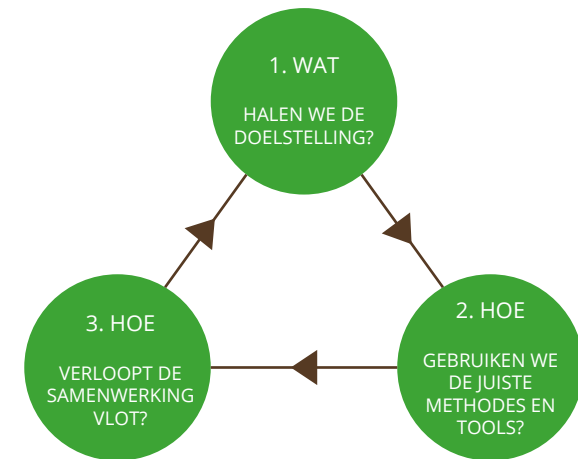 1. WAT
HALEN WE DE
DOELSTELLING?
2. HOE
GEBRUIKEN WE
DE JUISTE
METHODES EN
TOOLS?
3. HOE
VERLOOPT DE
SAMENWERKING
VLOT?